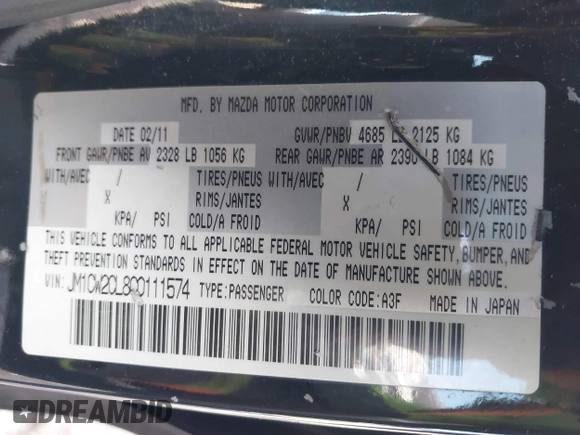 MFD. BY MAZDA MOTOR CORPORATION
DATE 02/11 GVWR/PNBV 4685 LB 2125 KG
FRONT GAWR/PNBE AV 2328 LB 1056 KG REAR GAWR/PNBE AR 2390 LB 1084 KG
WITH/AVEC / TIRES/PNEUS WITH/AVEC / TIRES/PNEUS
X RIMS/JANTES X RIMS/JANTES
KPA/ PSI COLD/A FROID KPA/ PSI COLD/A FROID
THIS VEHICLE CONFORMS TO ALL APPLICABLE FEDERAL MOTOR VEHICLE SAFETY, BUMPER, AND
THEFT PREVENTION STANDARDS IN EFFECT ON THE DATE OF MANUFACTURE SHOWN ABOVE.
VIN: JM1CW2CL8C0111574 TYPE:PASSENGER COLOR CODE:A3F MADE IN JAPAN
DREAMBID